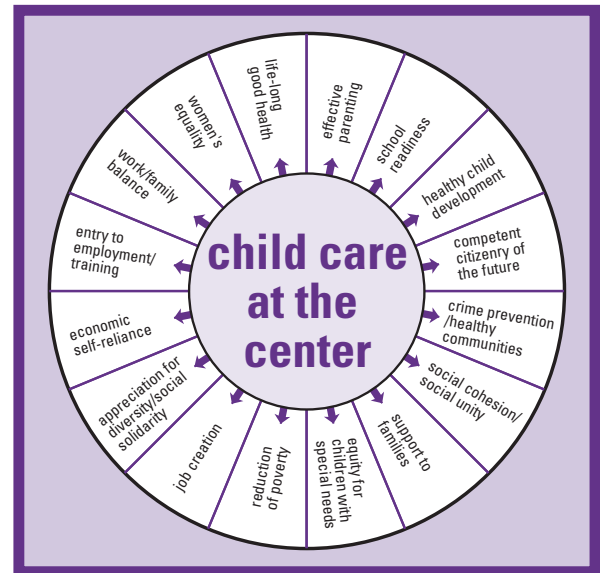 child care
at the
center
effective
parenting
school
readiness
healthy child
development
competent
citizenry of
the future
crime prevention
/healthy
communities
social cohesion/
social unity
support to
families
equity for
children with
special needs
reduction
of poverty
job creation
appreciation for
diversity/social
solidarity
economic
self-reliance
entry to
employment/
training
work/family
balance
women's
equality
life-long
good health